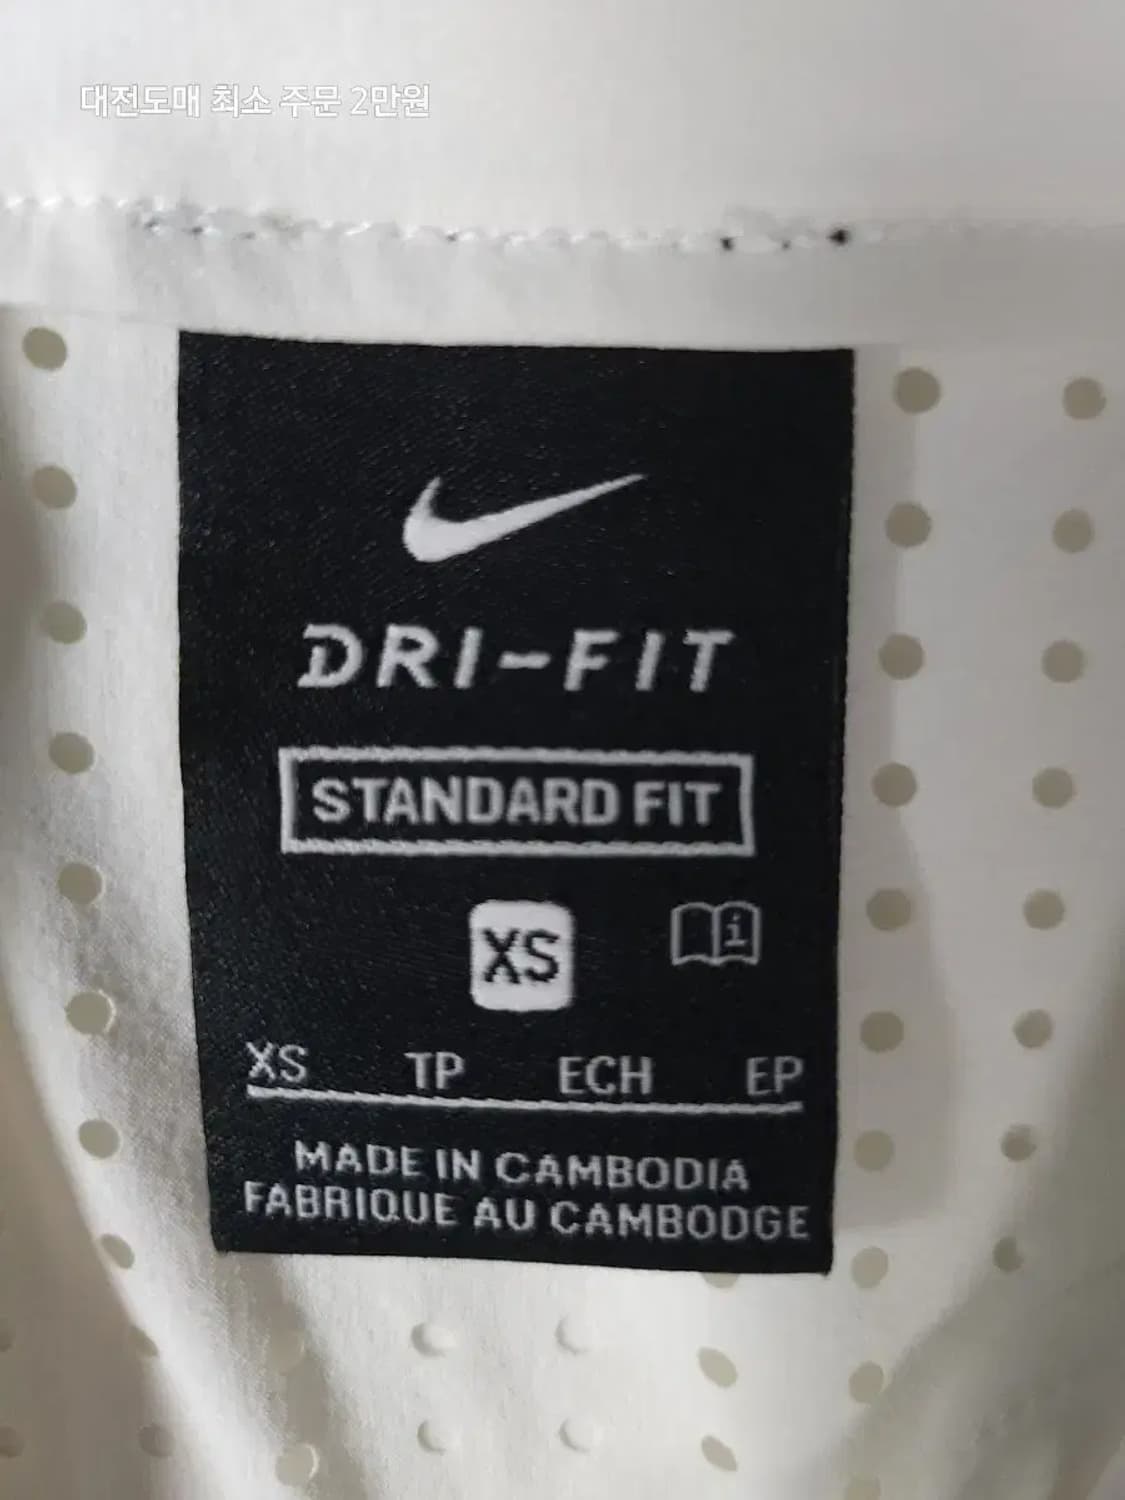 대전도매 최소 주문 2만원
DRI-FIT
STANDARD FIT
XS
i
XS TP ECH EP
MADE IN CAMBODIA
FABRIQUE AU CAMBODGE